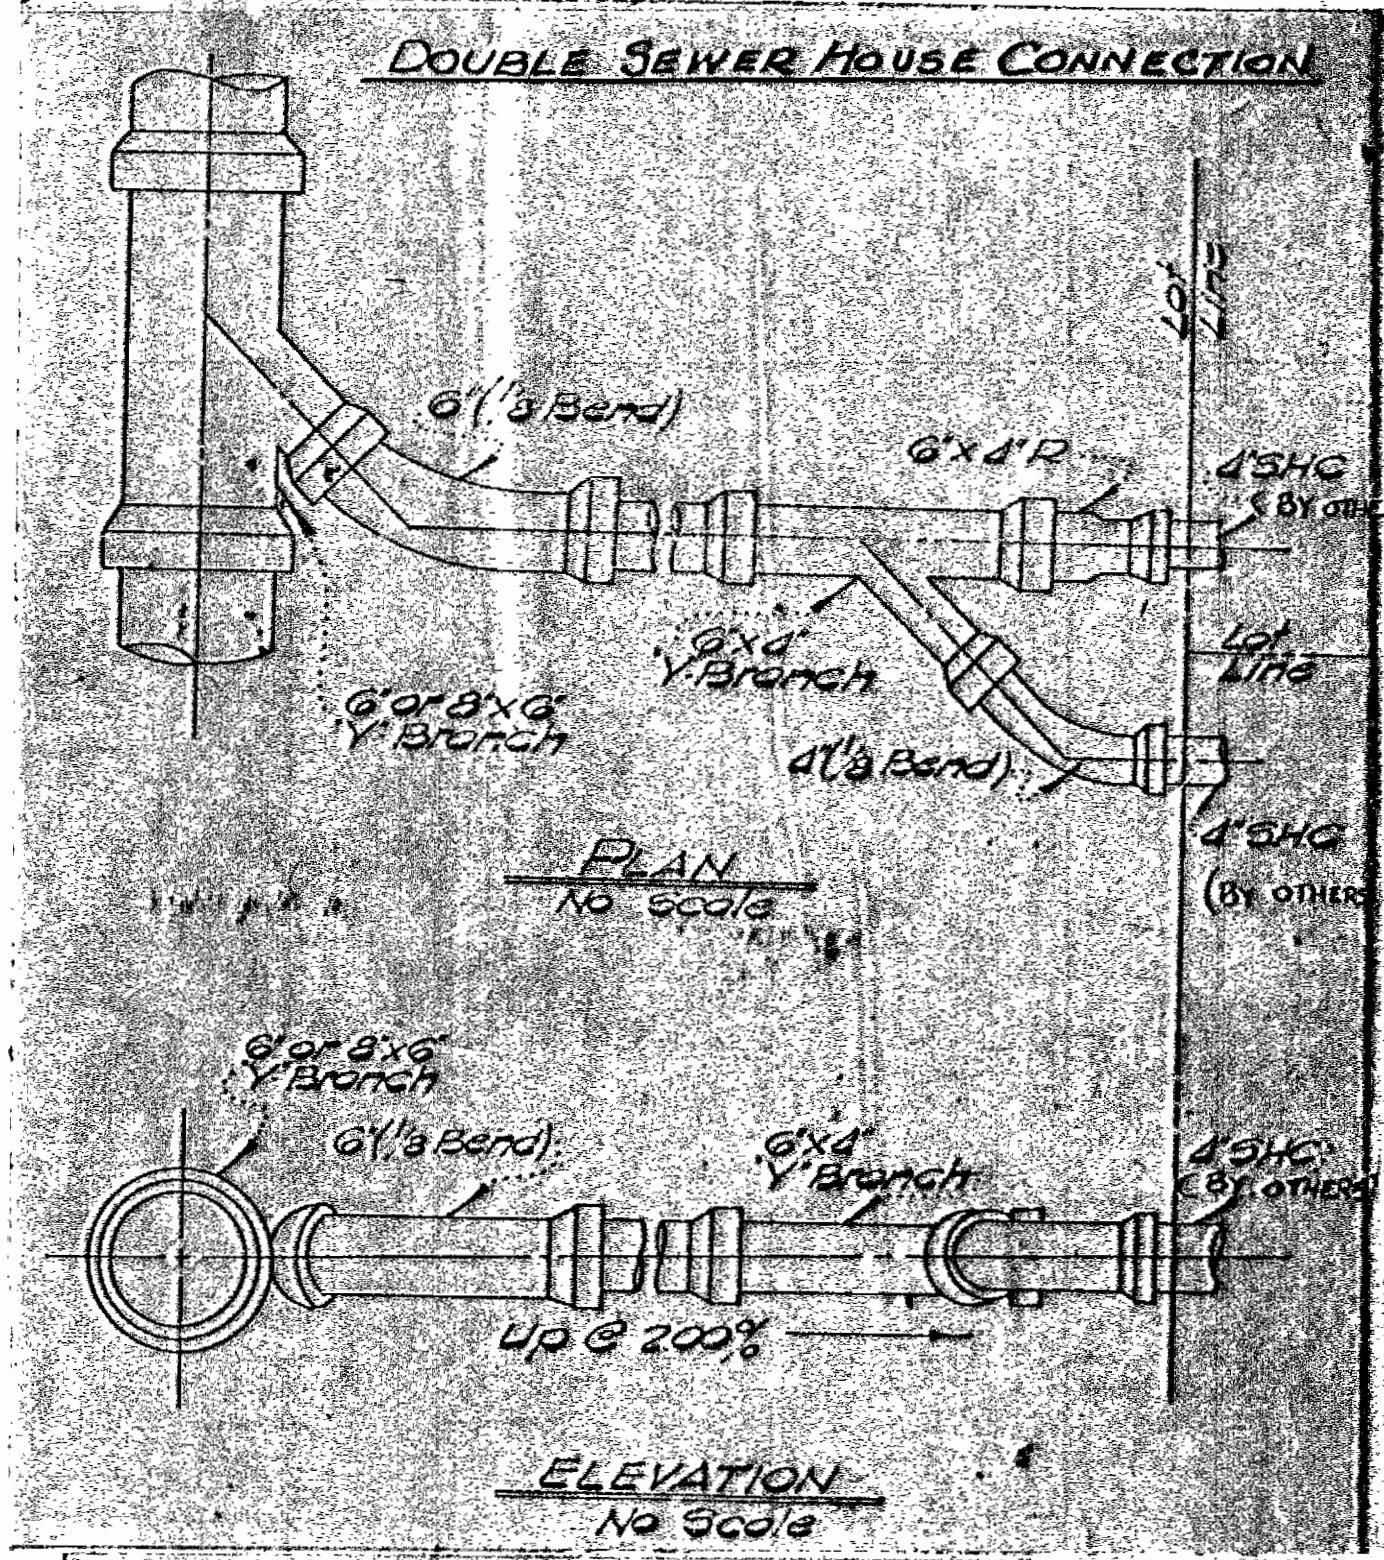 DOUBLE SEWER HOUSE CONNECTION
Lot
Line
6"(1/8 Bend)
6"x4"R
4"SHC
(BY OTHE
6"x4"
Y-Branch
Lot
Line
6" or 8"x6"
"Y" Branch
4"(1/8 Bend)
4"SHC
(BY OTHERS
PLAN
No Scale
6" or 8"x6"
"Y" Branch
6"(1/8 Bend)
6"x4"
"Y" Branch
4"SHC
(BY OTHERS)
Up @ 2.00%
ELEVATION
No Scale